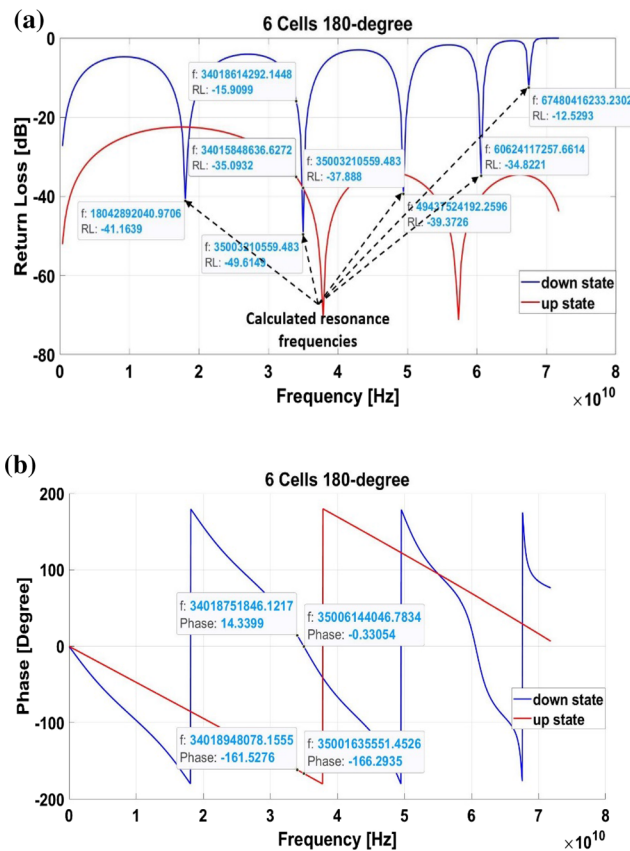 (a)
6 Cells 180-degree
0
-20
-40
-60
-80
Return Loss [dB]
f: 34018614292.1448
RL: -15.9099
f: 34015848636.6272
RL: -35.0932
f: 35003210559.483
RL: -37.888
f: 67480416233.2302
RL: -12.5293
f: 60624117257.6614
RL: -34.8221
f: 18042892040.9706
RL: -41.1639
f: 35003210559.483
RL: -49.6143
f: 49437524192.2596
RL: -39.3726
Calculated resonance
frequencies
down state
up state
0 1 2 3 4 5 6 7 8
Frequency [Hz]
×10^10
(b)
6 Cells 180-degree
200
100
0
-100
-200
Phase [Degree]
f: 34018751846.1217
Phase: 14.3399
f: 35006144046.7834
Phase: -0.33054
f: 34018948078.1555
Phase: -161.5276
f: 35001635551.4526
Phase: -166.2935
down state
up state
0 1 2 3 4 5 6 7 8
Frequency [Hz]
×10^10